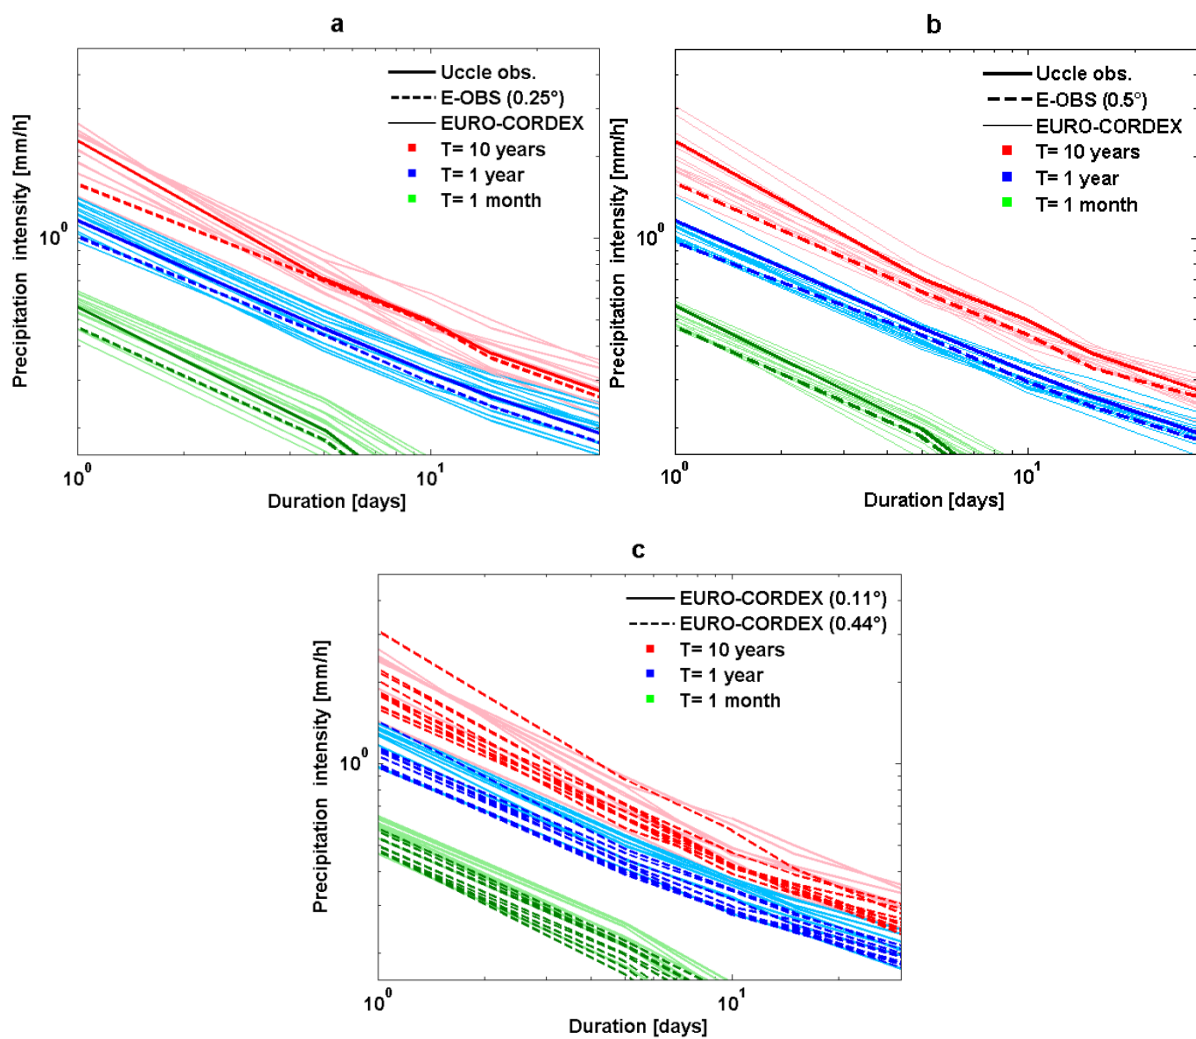 a
Uccle obs.
E-OBS (0.25°)
EURO-CORDEX
T= 10 years
T= 1 year
T= 1 month
Precipitation intensity [mm/h]
10⁰
10⁰
10¹
Duration [days]
b
Uccle obs.
E-OBS (0.5°)
EURO-CORDEX
T= 10 years
T= 1 year
T= 1 month
Precipitation intensity [mm/h]
10⁰
10⁰
10¹
Duration [days]
c
EURO-CORDEX (0.11°)
EURO-CORDEX (0.44°)
T= 10 years
T= 1 year
T= 1 month
Precipitation intensity [mm/h]
10⁰
10⁰
10¹
Duration [days]